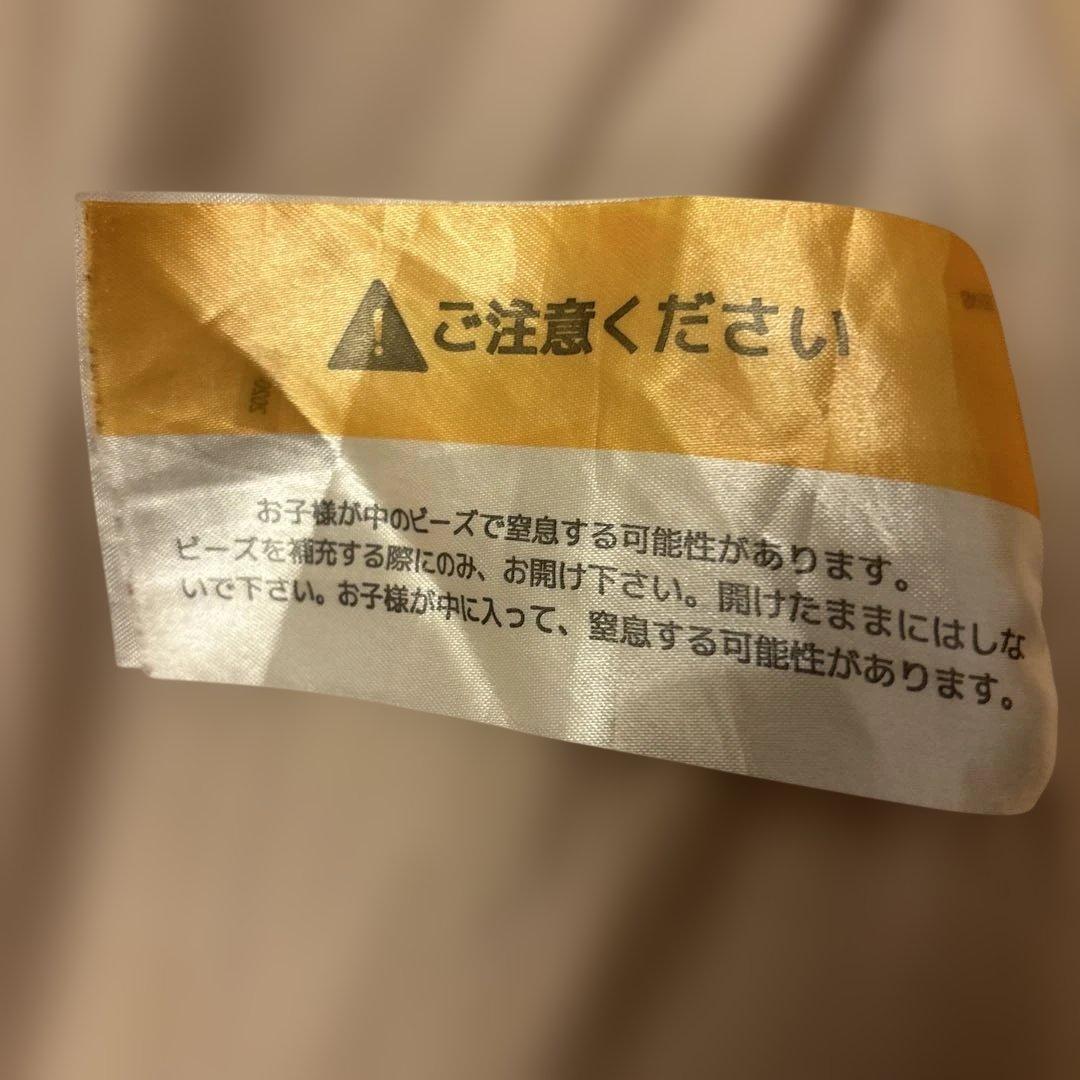 ご注意ください
お子様が中のビーズで窒息する可能性があります。
ビーズを補充する際にのみ、お開け下さい。開けたままにはしな
いで下さい。お子様が中に入って、窒息する可能性があります。